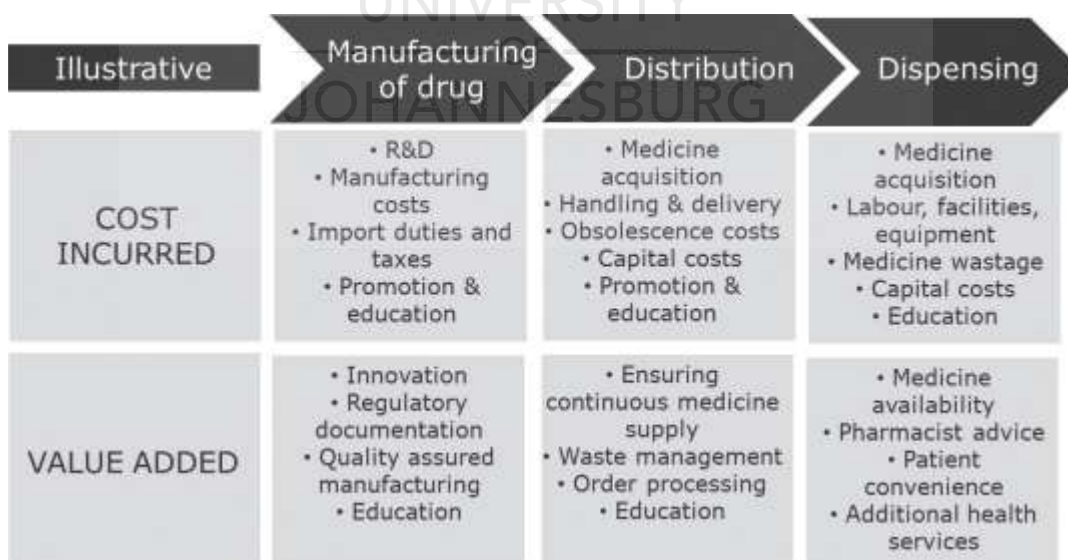 UNIVERSITY
OF
JOHANNESBURG
Illustrative
Manufacturing
of drug
Distribution
Dispensing
COST
INCURRED
• R&D
• Manufacturing
costs
• Import duties and
taxes
• Promotion &
education
• Medicine
acquisition
• Handling & delivery
• Obsolescence costs
• Capital costs
• Promotion &
education
• Medicine
acquisition
• Labour, facilities,
equipment
• Medicine wastage
• Capital costs
• Education
VALUE ADDED
• Innovation
• Regulatory
documentation
• Quality assured
manufacturing
• Education
• Ensuring
continuous medicine
supply
• Waste management
• Order processing
• Education
• Medicine
availability
• Pharmacist advice
• Patient
convenience
• Additional health
services